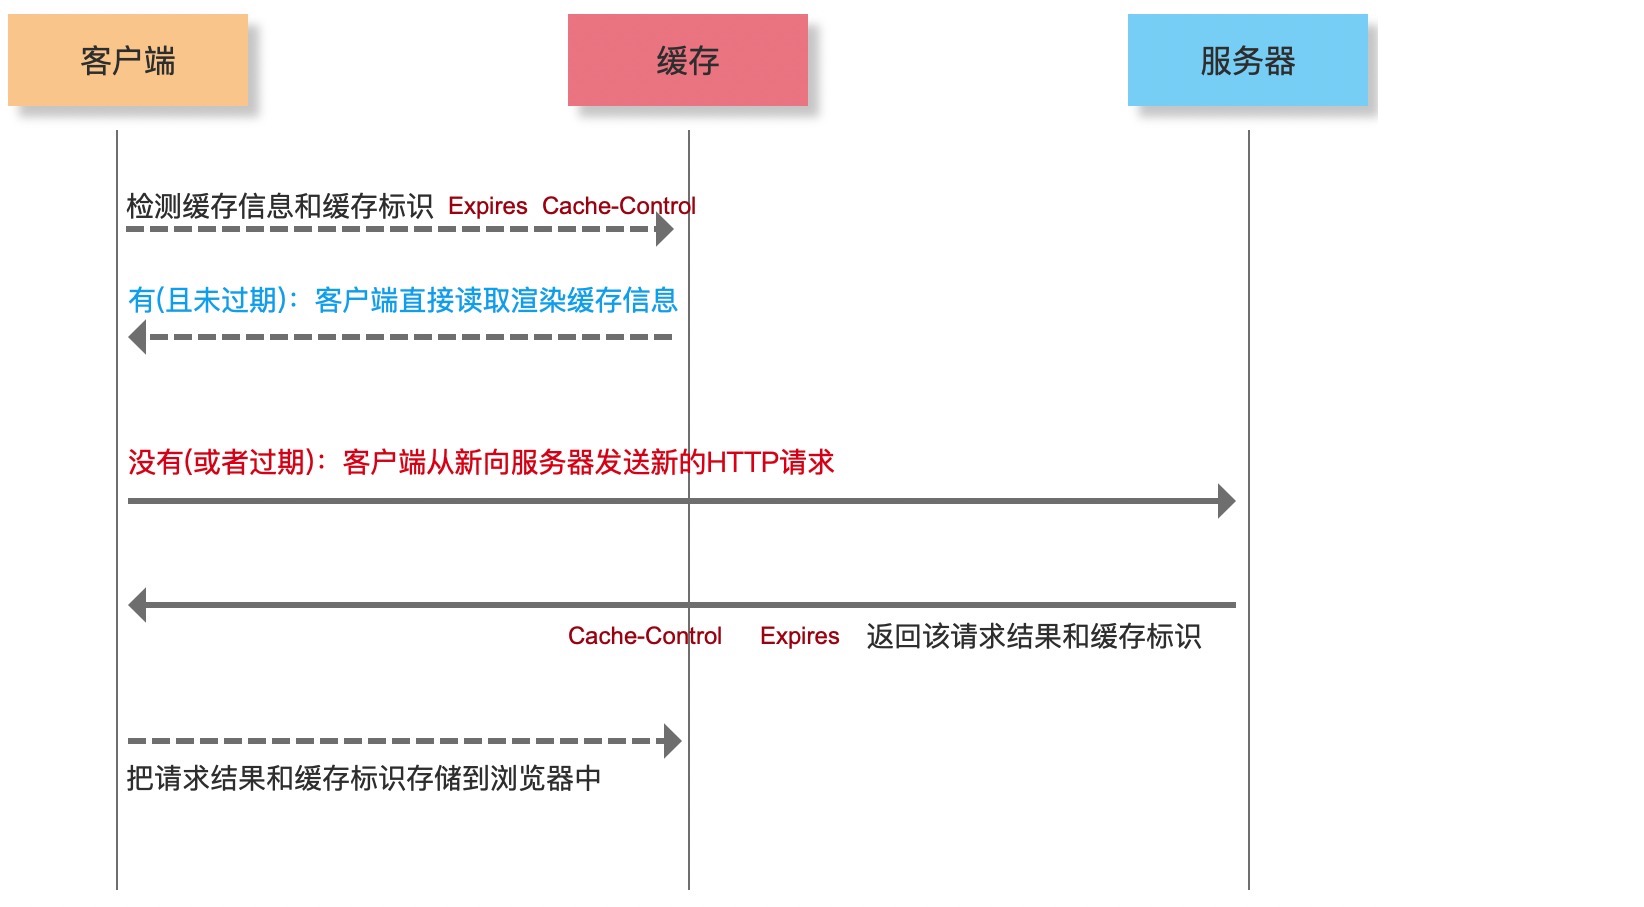 客户端
缓存
服务器
检测缓存信息和缓存标识 Expires Cache-Control
有(且未过期)：客户端直接读取渲染缓存信息
没有(或者过期)：客户端从新向服务器发送新的HTTP请求
Cache-Control Expires 返回该请求结果和缓存标识
把请求结果和缓存标识存储到浏览器中